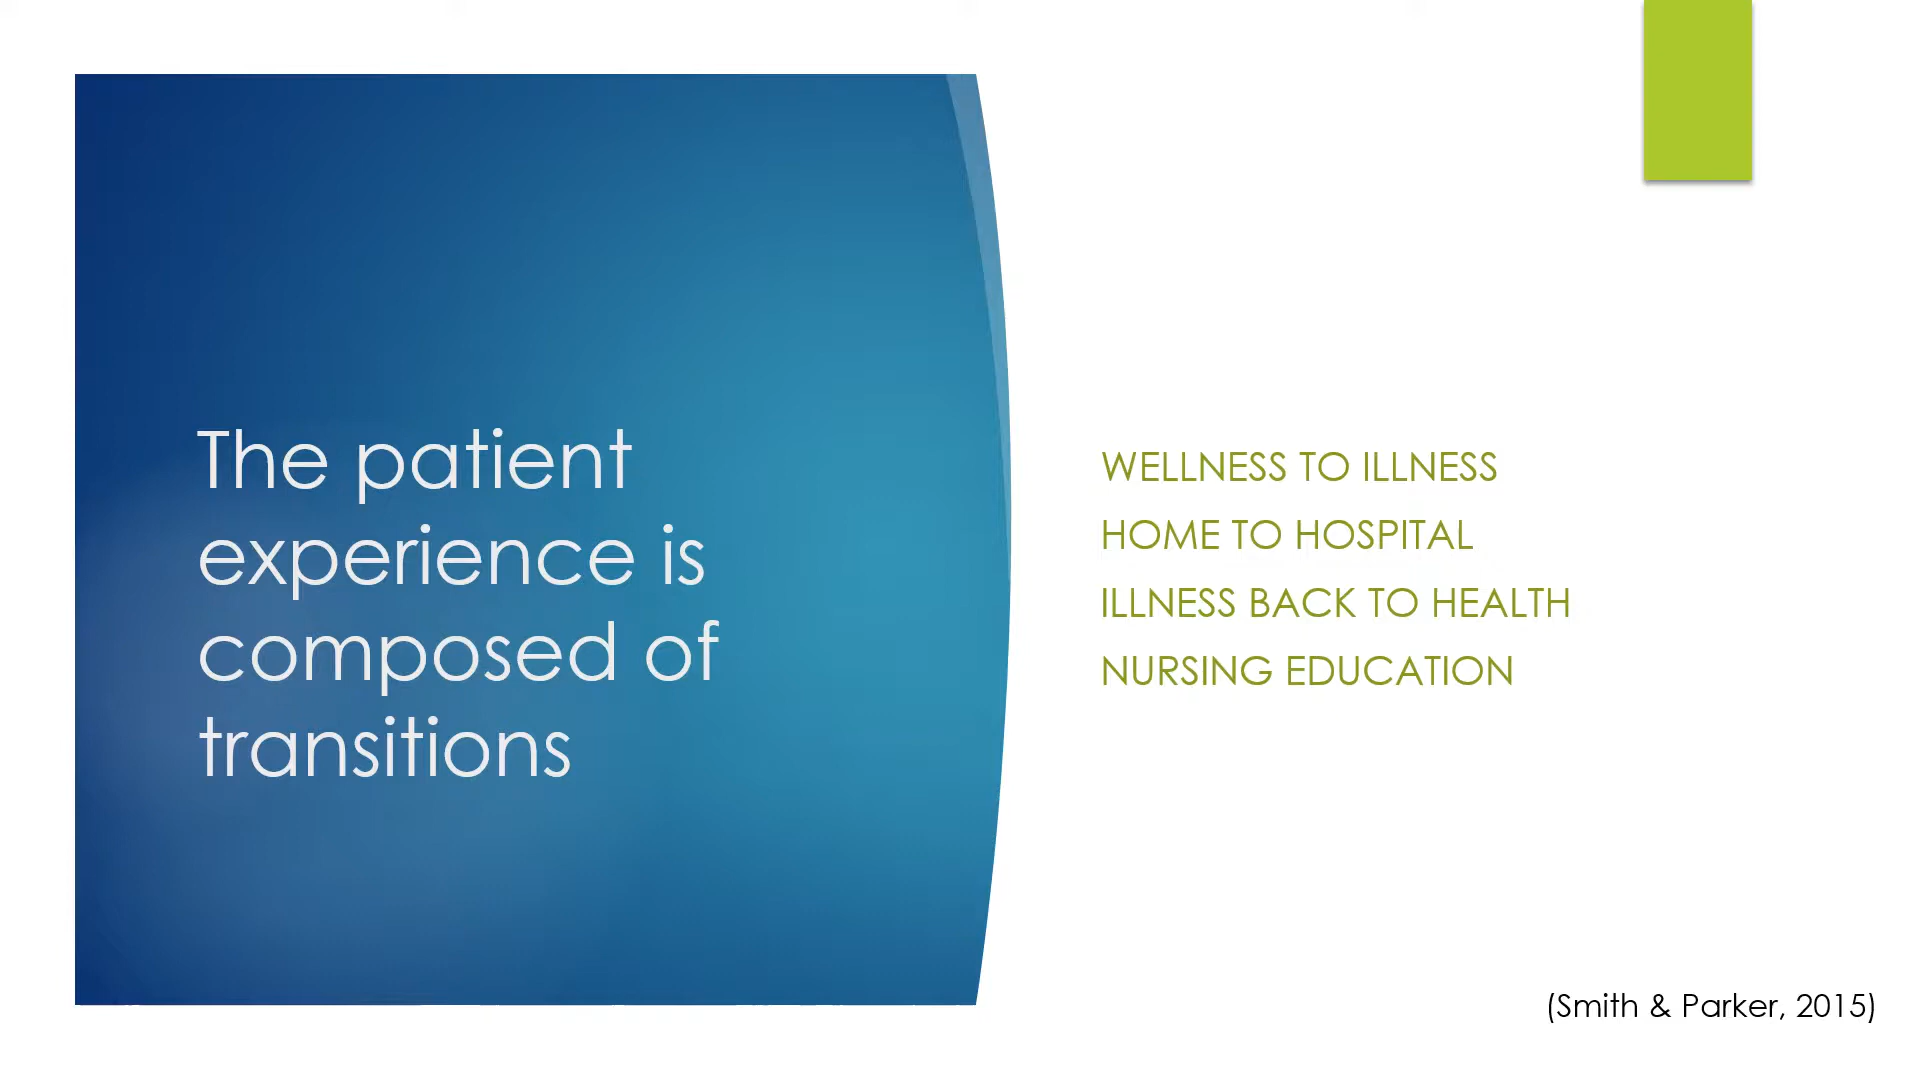 The patient
experience is
composed of
transitions
WELLNESS TO ILLNESS
HOME TO HOSPITAL
ILLNESS BACK TO HEALTH
NURSING EDUCATION
(Smith & Parker, 2015)